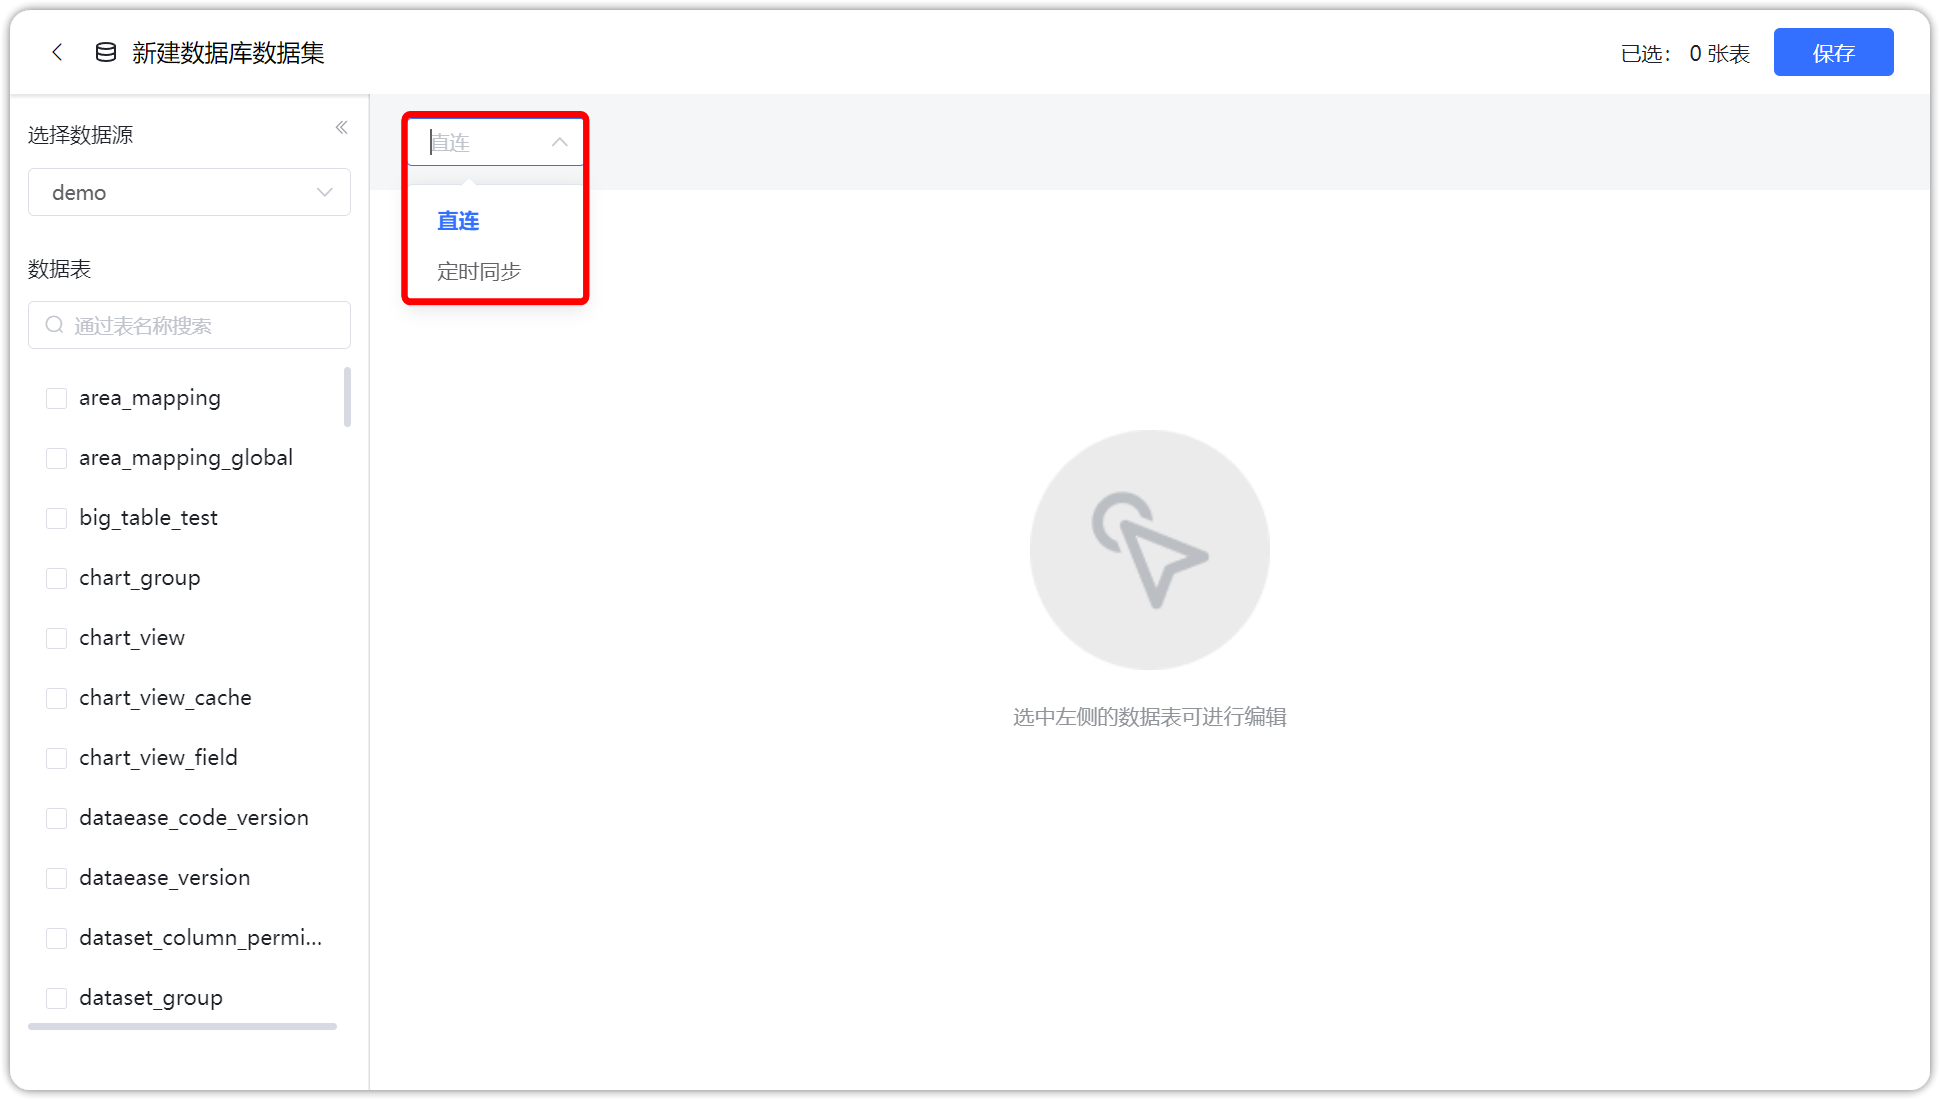 新建数据库数据集
已选： 0 张表
保存
选择数据源
demo
数据表
通过表名称搜索
area_mapping
area_mapping_global
big_table_test
chart_group
chart_view
chart_view_cache
chart_view_field
dataease_code_version
dataease_version
dataset_column_permi...
dataset_group
直连
直连
定时同步
选中左侧的数据表可进行编辑